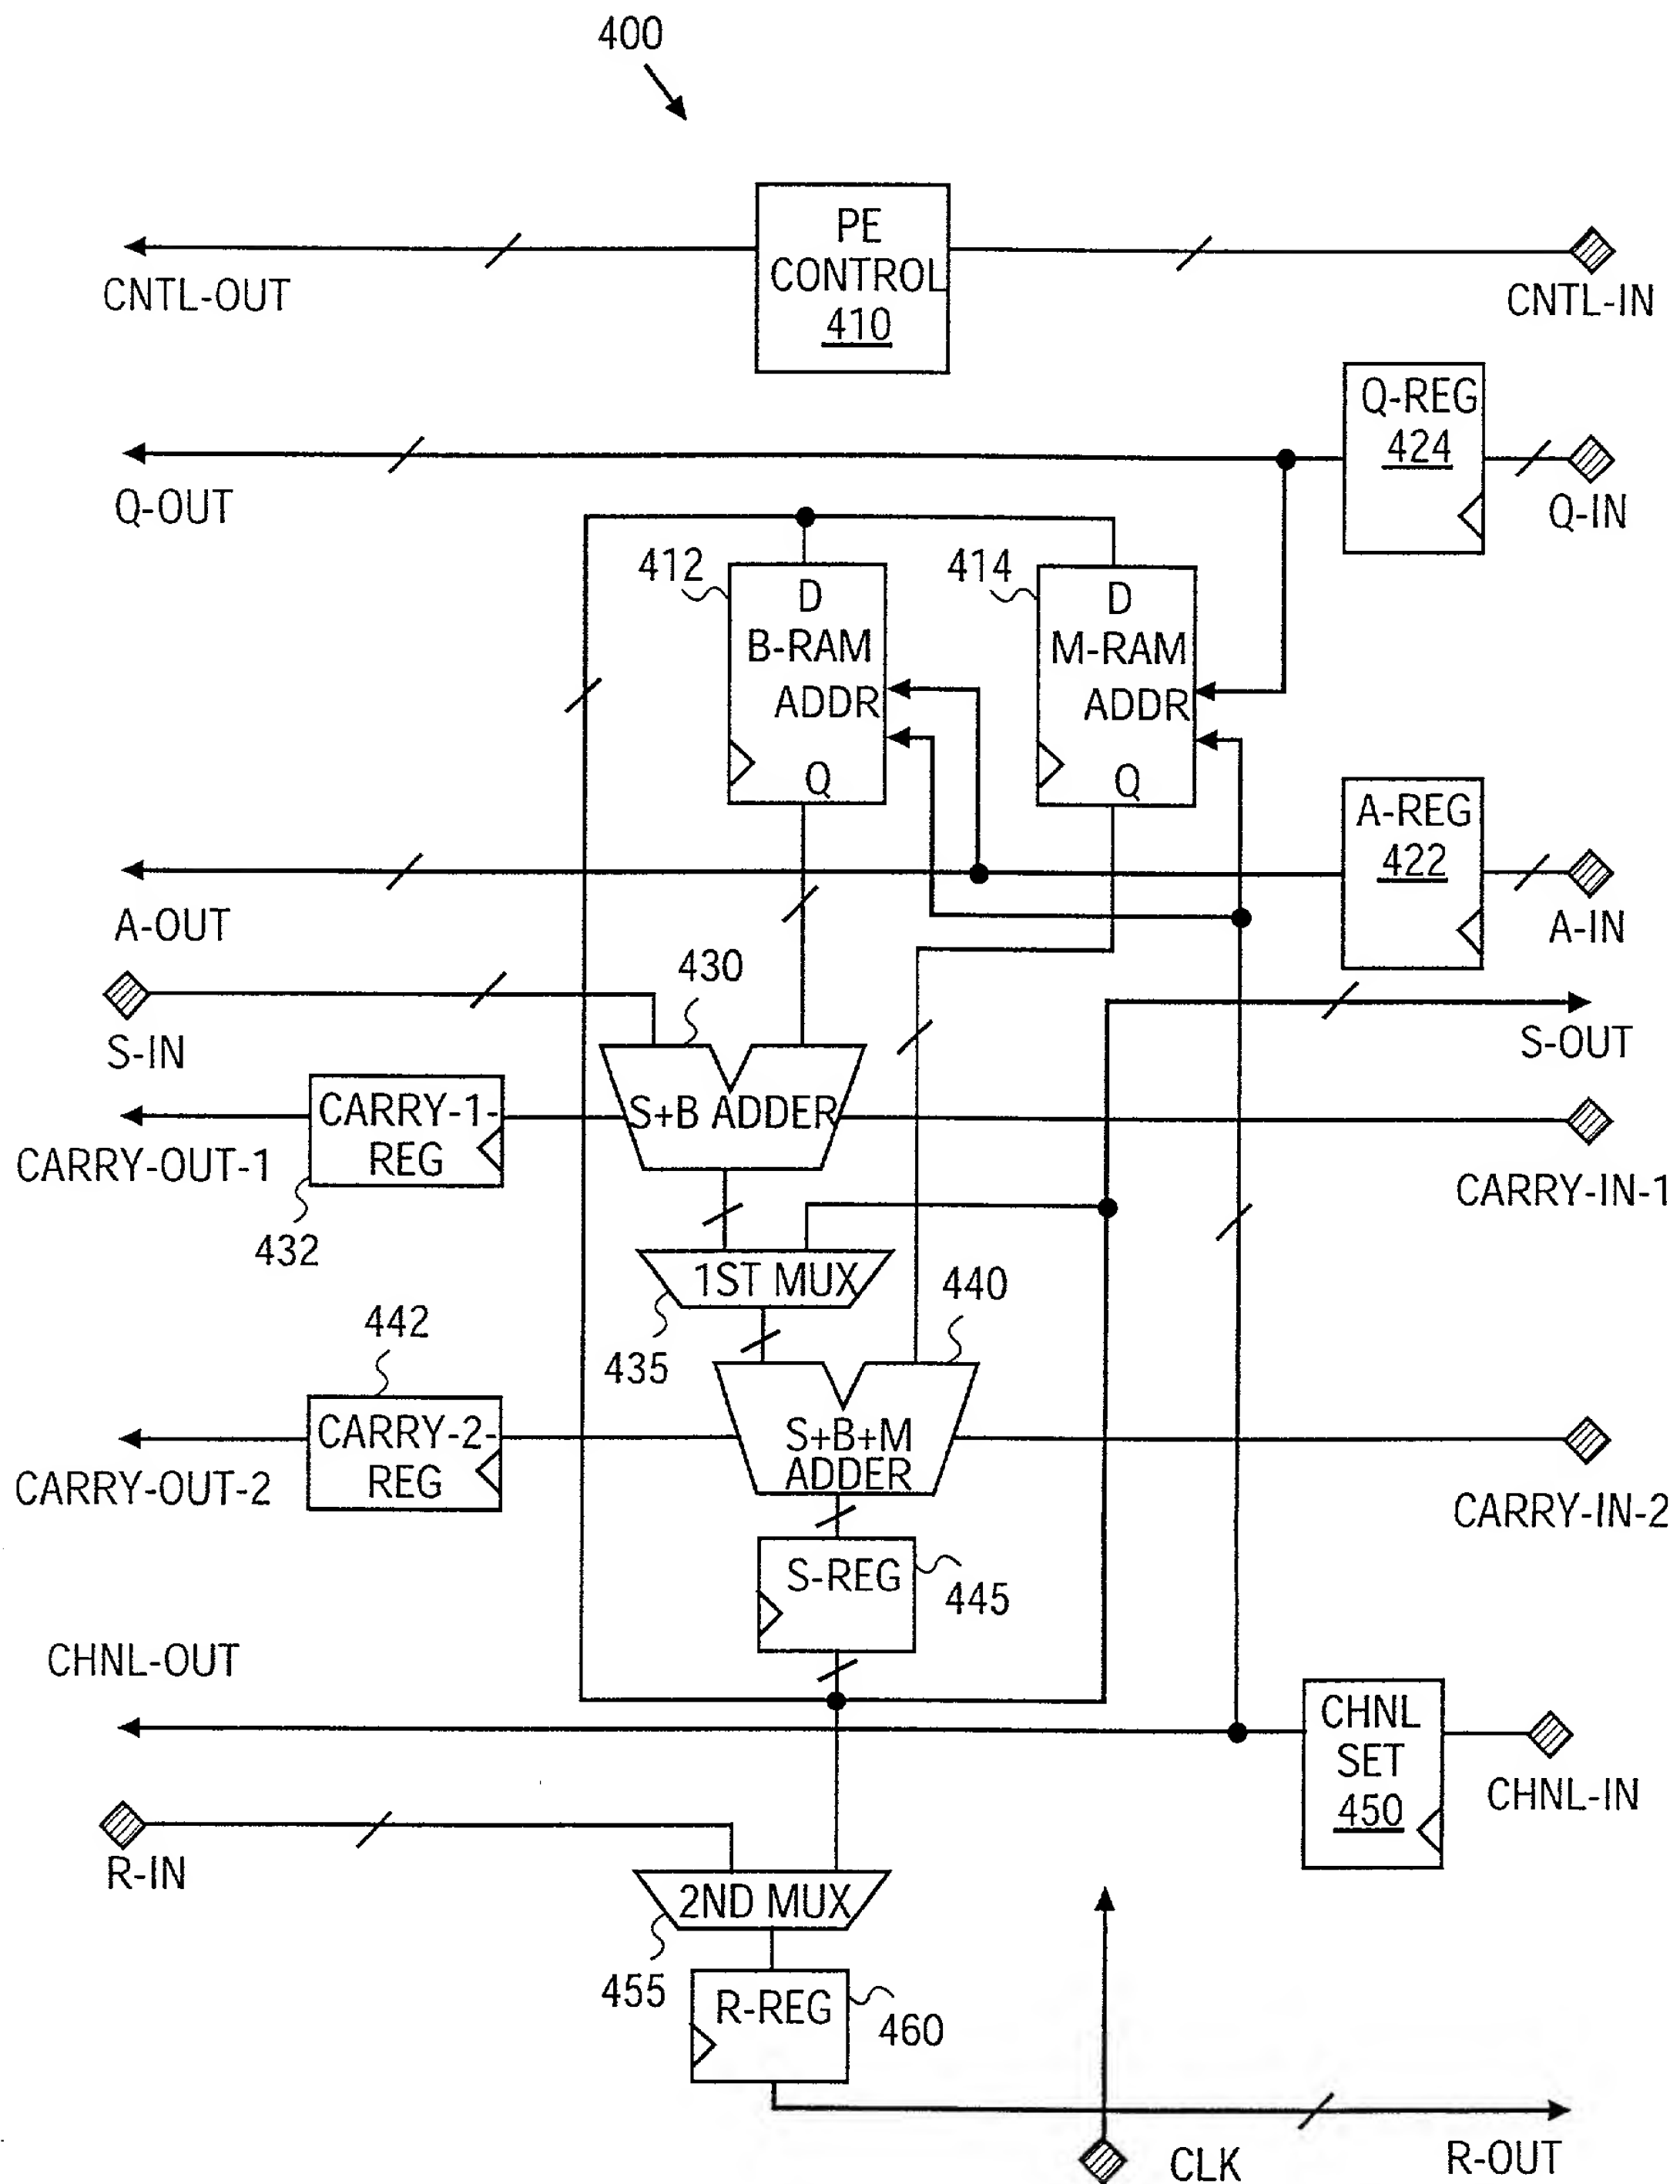 400
PE
CONTROL
410
CNTL-OUT
CNTL-IN
Q-REG
424
Q-OUT
Q-IN
412
414
D
B-RAM
ADDR
Q
D
M-RAM
ADDR
Q
A-REG
422
A-OUT
A-IN
430
S-IN
S-OUT
CARRY-1-
REG
S+B ADDER
CARRY-OUT-1
CARRY-IN-1
432
1ST MUX
440
442
435
CARRY-2-
REG
S+B+M
ADDER
CARRY-OUT-2
CARRY-IN-2
S-REG
445
CHNL-OUT
CHNL
SET
450
CHNL-IN
R-IN
2ND MUX
455
R-REG
460
CLK
R-OUT